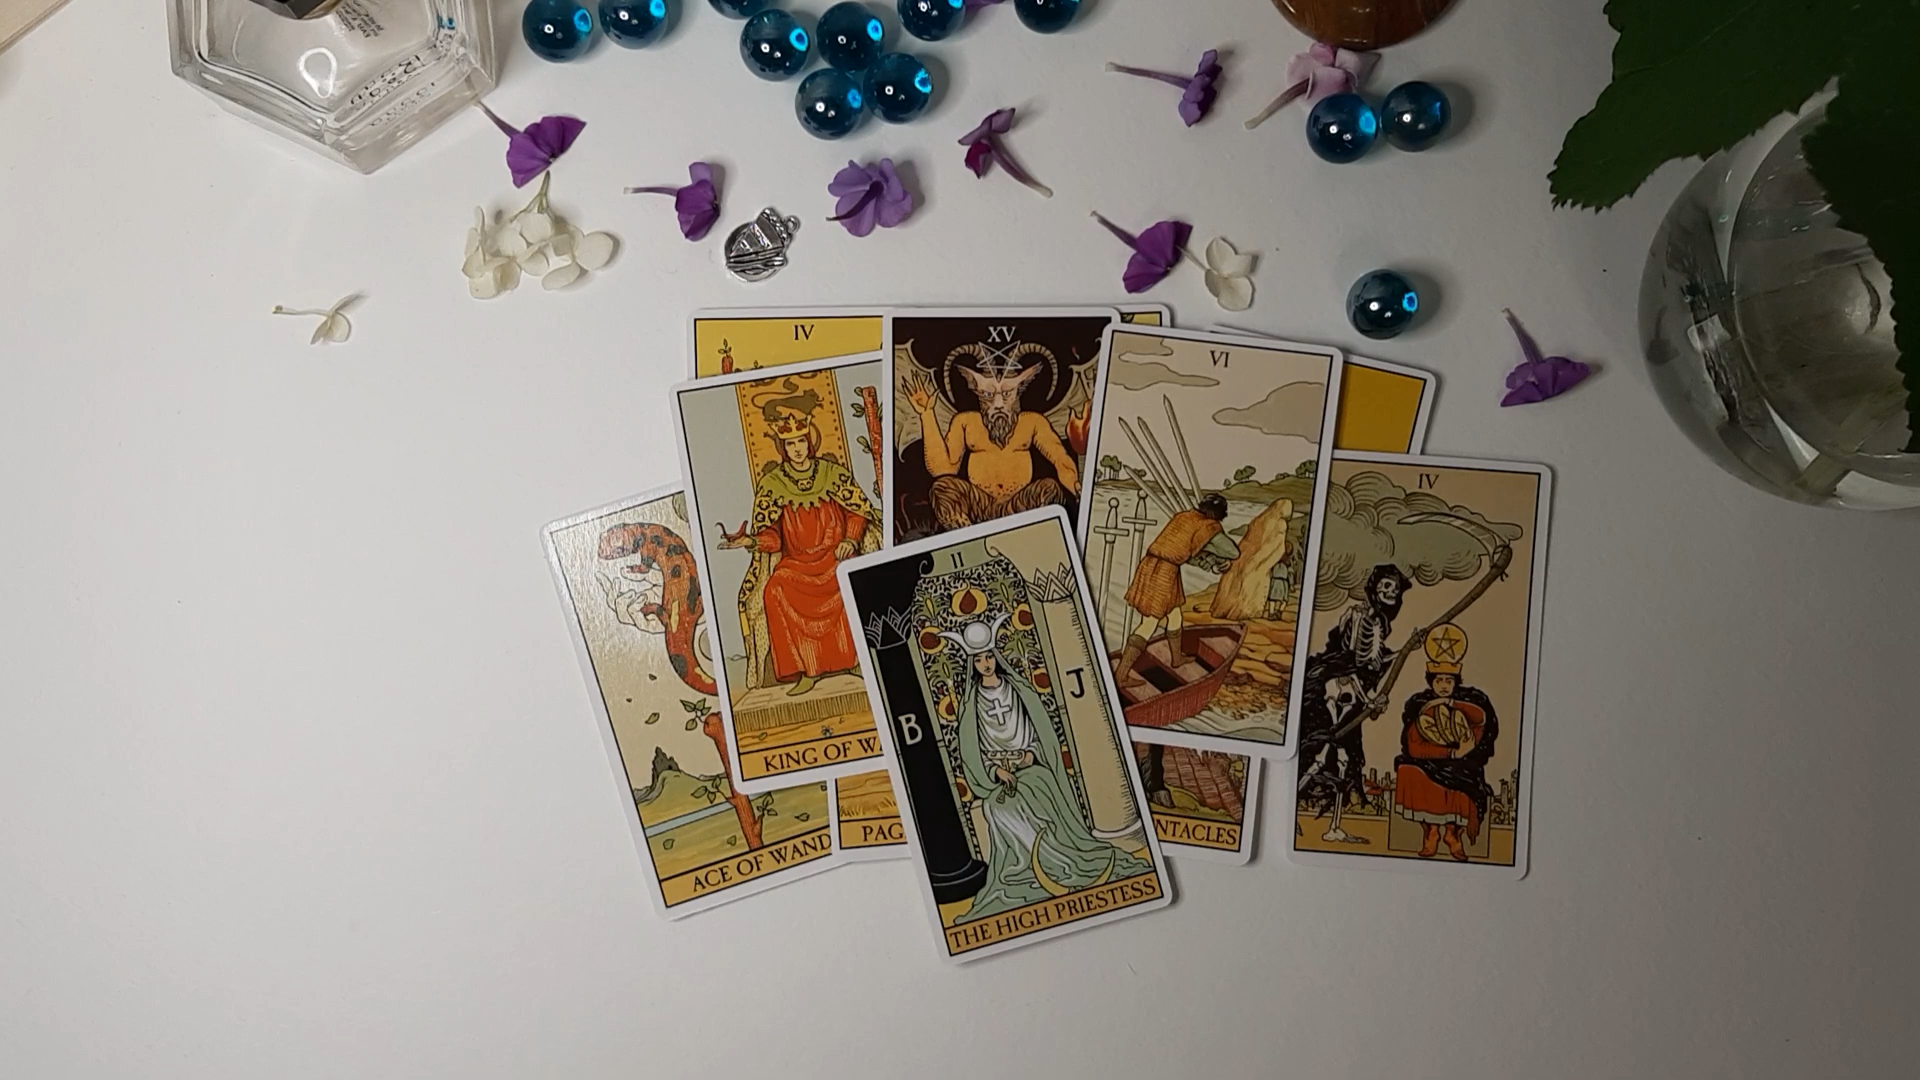 IV
XV
VI
IV
II
J
B
KING OF WA
PAG
NTACLES
ACE OF WAND
THE HIGH PRIESTESS